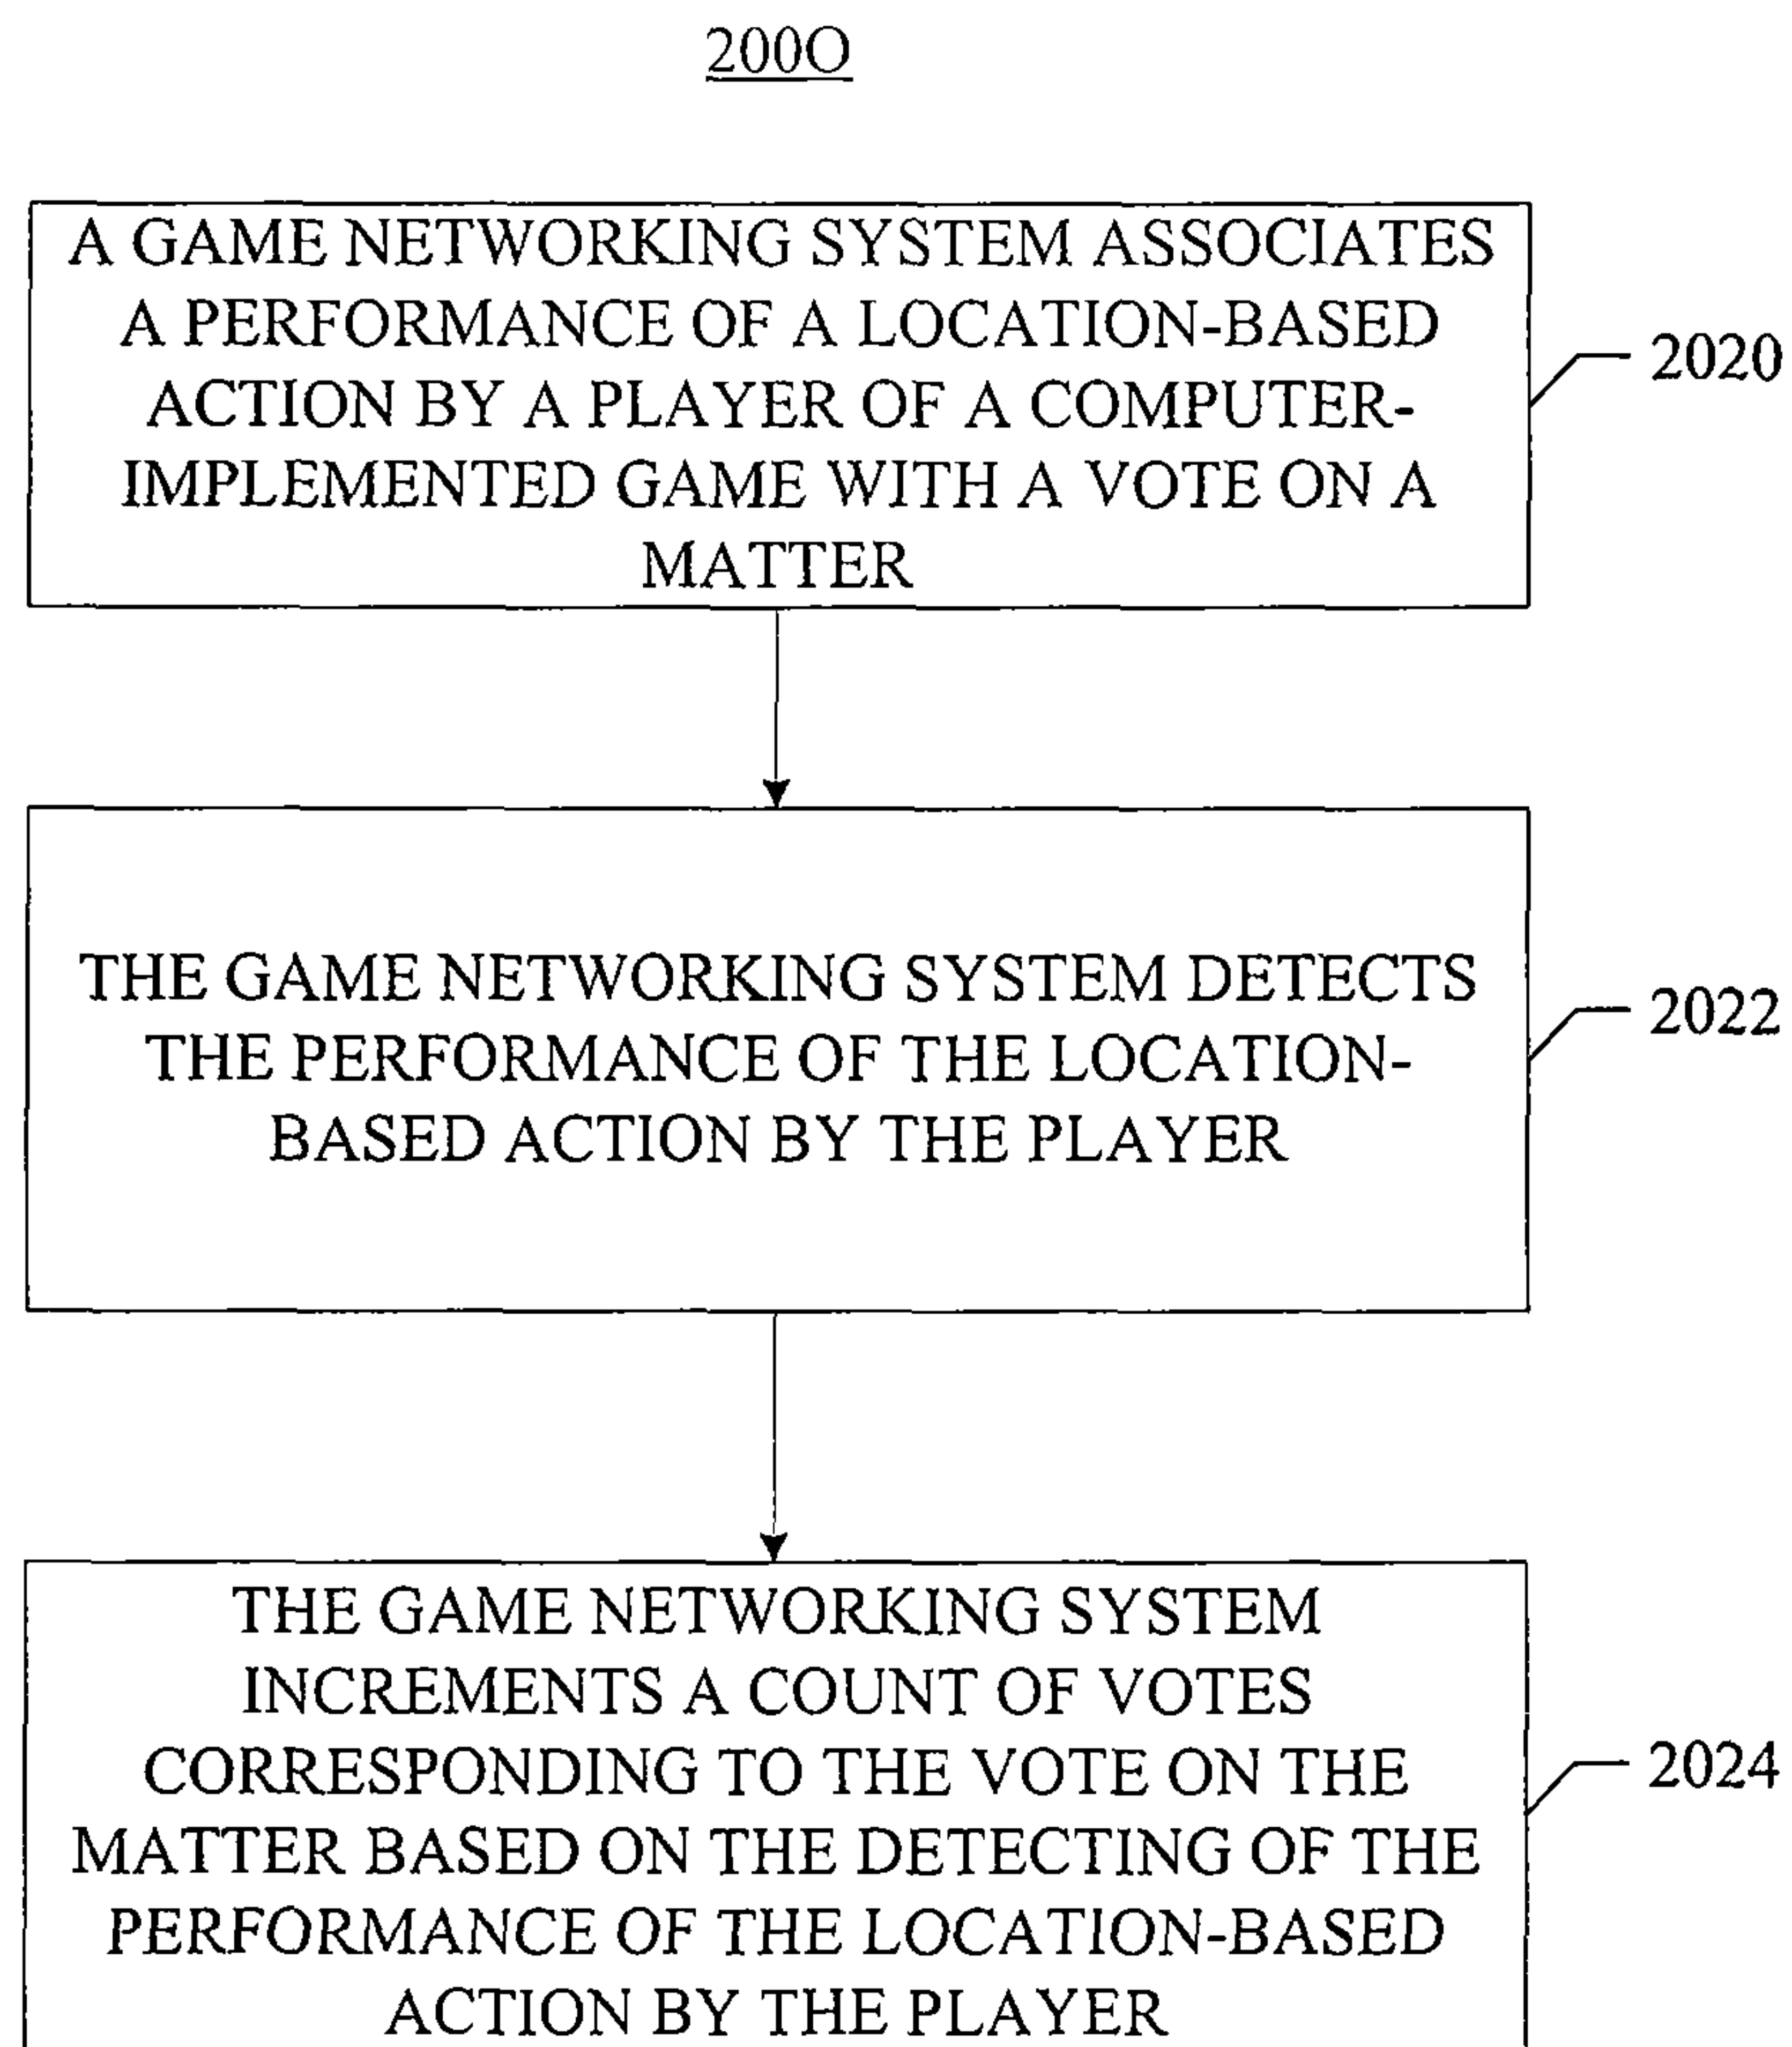 200O
A GAME NETWORKING SYSTEM ASSOCIATES
A PERFORMANCE OF A LOCATION-BASED
ACTION BY A PLAYER OF A COMPUTER-
IMPLEMENTED GAME WITH A VOTE ON A
MATTER
2020
THE GAME NETWORKING SYSTEM DETECTS
THE PERFORMANCE OF THE LOCATION-
BASED ACTION BY THE PLAYER
2022
THE GAME NETWORKING SYSTEM
INCREMENTS A COUNT OF VOTES
CORRESPONDING TO THE VOTE ON THE
MATTER BASED ON THE DETECTING OF THE
PERFORMANCE OF THE LOCATION-BASED
ACTION BY THE PLAYER
2024